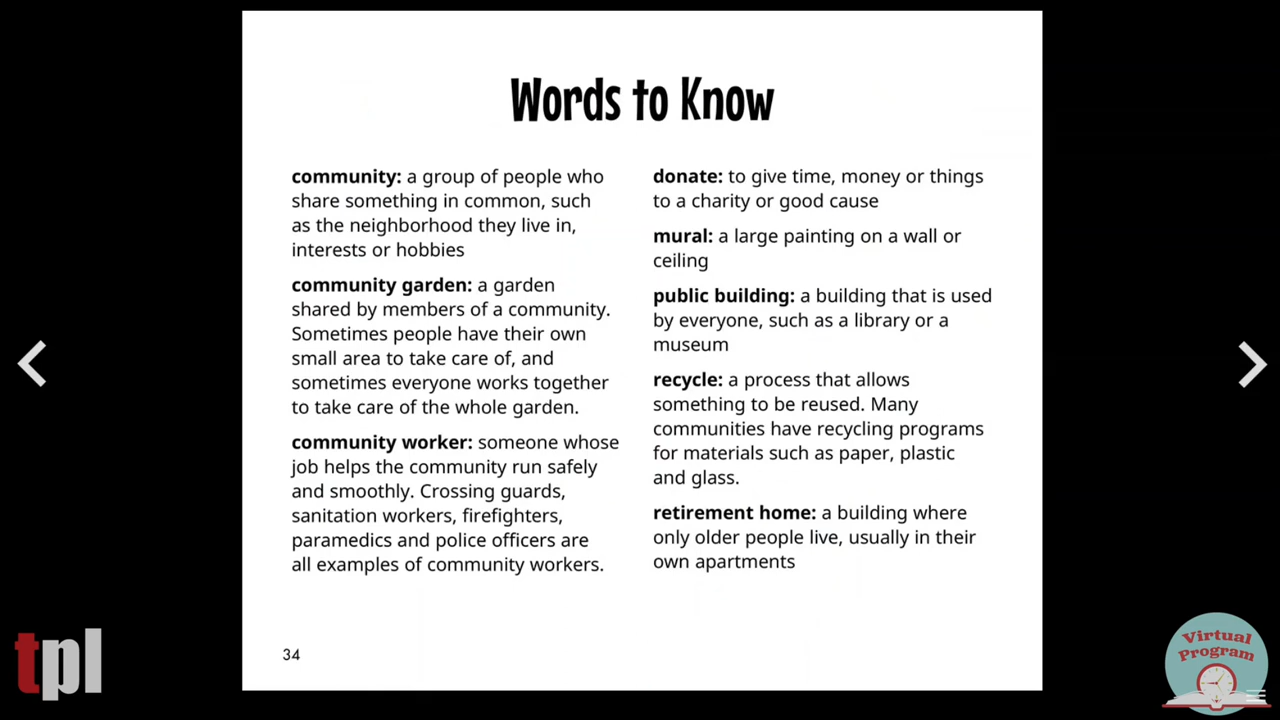 Words to Know
community: a group of people who
share something in common, such
as the neighborhood they live in,
interests or hobbies
community garden: a garden
shared by members of a community.
Sometimes people have their own
small area to take care of, and
sometimes everyone works together
to take care of the whole garden.
community worker: someone whose
job helps the community run safely
and smoothly. Crossing guards,
sanitation workers, firefighters,
paramedics and police officers are
all examples of community workers.
donate: to give time, money or things
to a charity or good cause
mural: a large painting on a wall or
ceiling
public building: a building that is used
by everyone, such as a library or a
museum
recycle: a process that allows
something to be reused. Many
communities have recycling programs
for materials such as paper, plastic
and glass.
retirement home: a building where
only older people live, usually in their
own apartments
34
tpl
Virtual
Program